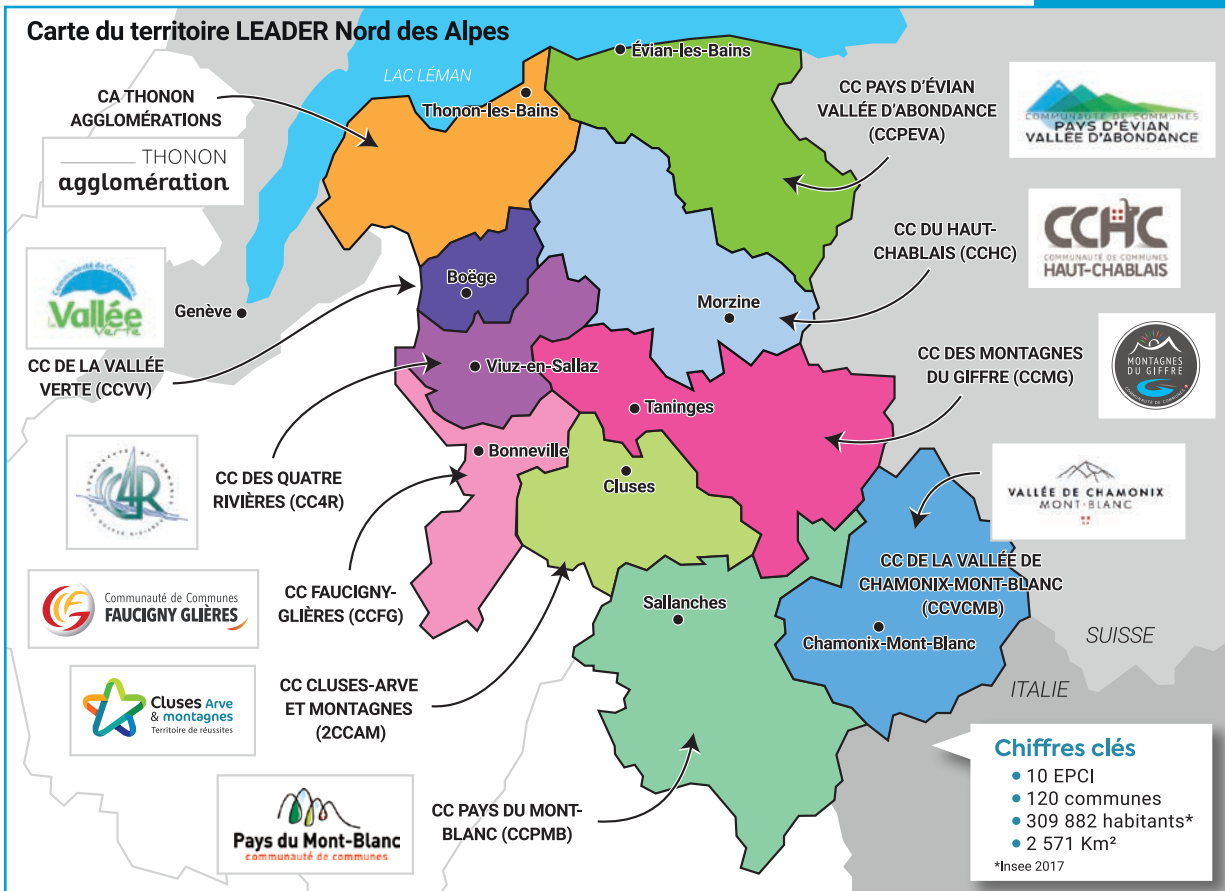 Carte du territoire LEADER Nord des Alpes
LAC LÉMAN
Évian-les-Bains
Thonon-les-Bains
CA THONON
AGGLOMÉRATIONS
THONON
agglomération
CC PAYS D'ÉVIAN
VALLÉE D'ABONDANCE
(CCPEVA)
COMMUNAUTÉ DE COMMUNES
PAYS D'ÉVIAN
VALLÉE D'ABONDANCE
CC DU HAUT-
CHABLAIS (CCHC)
CCHC
COMMUNAUTÉ DE COMMUNES
HAUT-CHABLAIS
Communauté de Communes
Vallée
verte
Genève
Boëge
Morzine
CC DE LA VALLÉE
VERTE (CCVV)
Viuz-en-Sallaz
CC DES MONTAGNES
DU GIFFRE (CCMG)
MONTAGNES
DU GIFFRE
COMMUNAUTÉ DE COMMUNES
Taninges
Bonneville
Cluses
C4R
CC DES QUATRE
RIVIÈRES (CC4R)
VALLÉE DE CHAMONIX
MONT-BLANC
CC DE LA VALLÉE DE
CHAMONIX-MONT-BLANC
(CCVCMB)
Chamonix-Mont-Blanc
Communauté de Communes
FAUCIGNY GLIÈRES
CC FAUCIGNY-
GLIÈRES (CCFG)
Sallanches
SUISSE
ITALIE
Cluses Arve
& montagnes
Territoire de réussites
CC CLUSES-ARVE
ET MONTAGNES
(2CCAM)
Pays du Mont-Blanc
communauté de communes
CC PAYS DU MONT-
BLANC (CCPMB)
Chiffres clés
• 10 EPCI
• 120 communes
• 309 882 habitants*
• 2 571 Km²
*Insee 2017